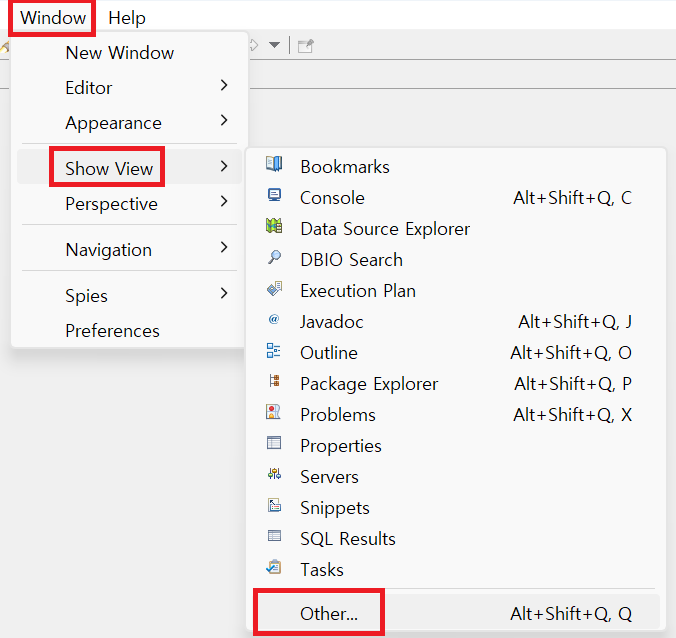 Window Help
New Window
Editor
Appearance
Show View
Perspective
Navigation
Spies
Preferences
Bookmarks
Console Alt+Shift+Q, C
Data Source Explorer
DBIO Search
Execution Plan
Javadoc Alt+Shift+Q, J
Outline Alt+Shift+Q, O
Package Explorer Alt+Shift+Q, P
Problems Alt+Shift+Q, X
Properties
Servers
Snippets
SQL Results
Tasks
Other... Alt+Shift+Q, Q